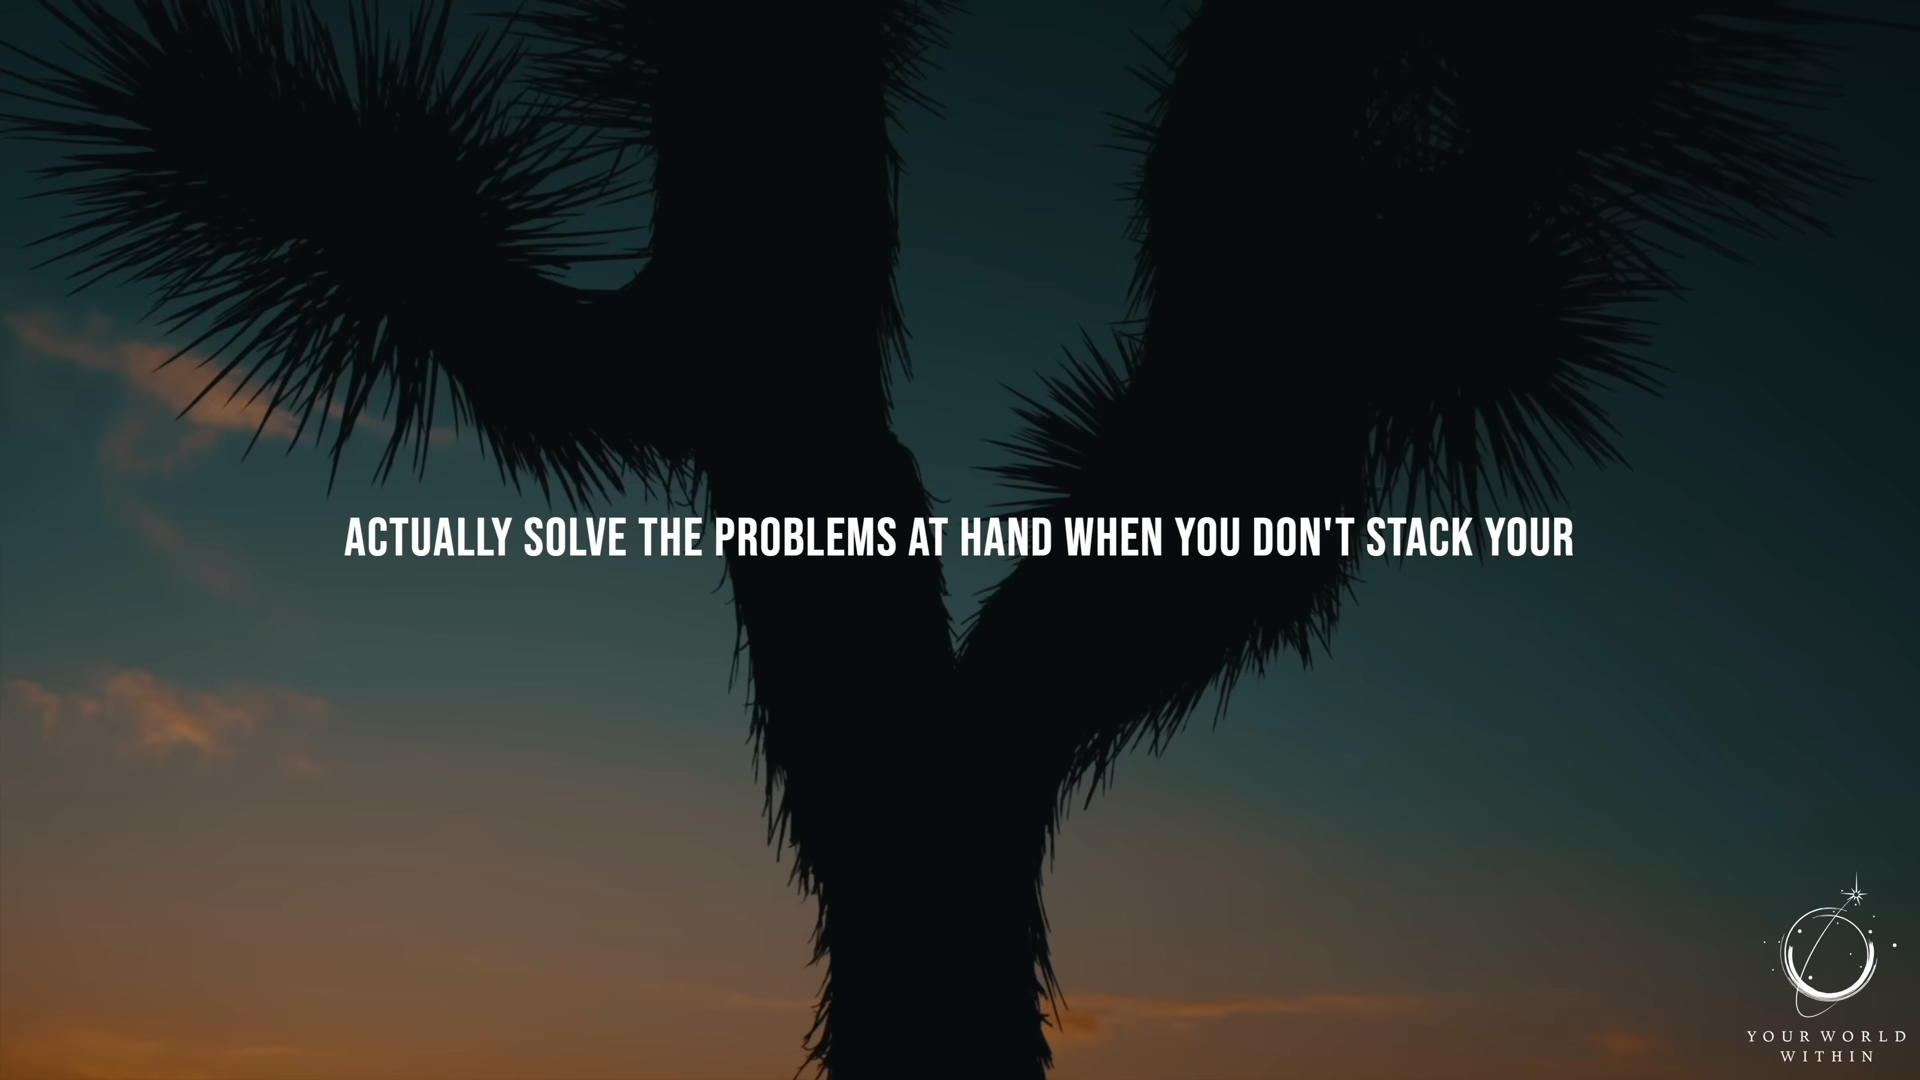 ACTUALLY SOLVE THE PROBLEMS AT HAND WHEN YOU DON'T STACK YOUR
YOUR WORLD
WITHIN